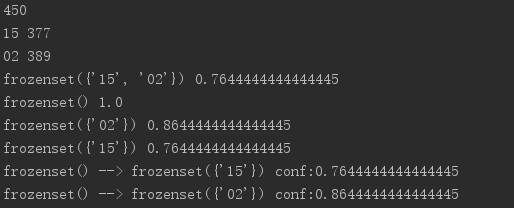 450
15 377
02 389
frozenset({'15', '02'}) 0.7644444444444445
frozenset() 1.0
frozenset({'02'}) 0.8644444444444445
frozenset({'15'}) 0.7644444444444445
frozenset() --> frozenset({'15'}) conf:0.7644444444444445
frozenset() --> frozenset({'02'}) conf:0.8644444444444445